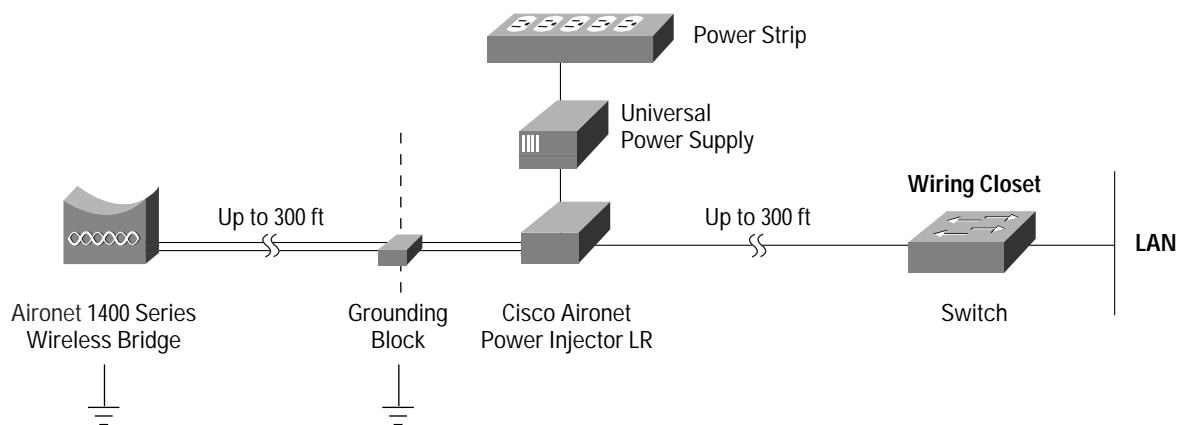 Power Strip
Universal
Power Supply
Wiring Closet
Up to 300 ft
Up to 300 ft
LAN
Aironet 1400 Series
Wireless Bridge
Grounding
Block
Cisco Aironet
Power Injector LR
Switch